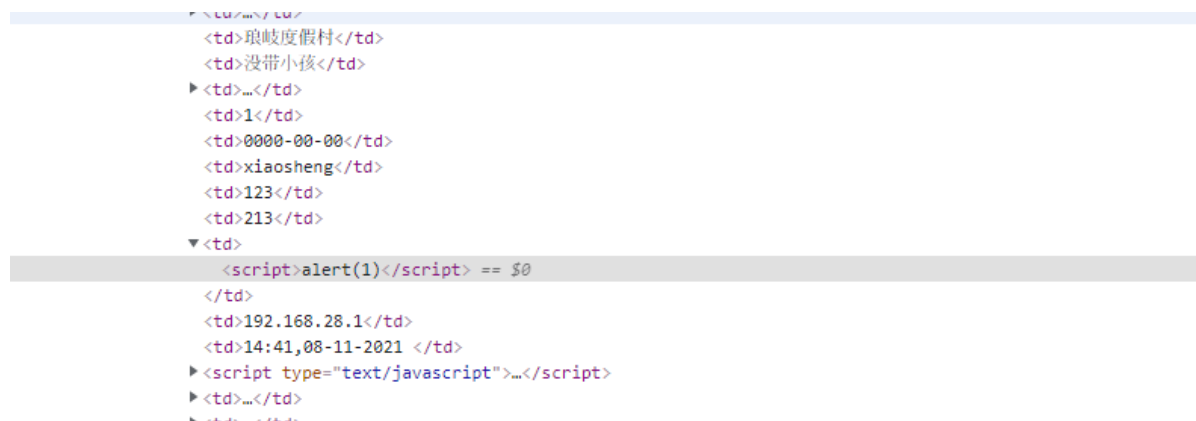 <td>琅岐度假村</td>
<td>没带小孩</td>
▶<td>…</td>
<td>1</td>
<td>0000-00-00</td>
<td>xiaosheng</td>
<td>123</td>
<td>213</td>
▼<td>
<script>alert(1)</script> == $0
</td>
<td>192.168.28.1</td>
<td>14:41,08-11-2021 </td>
▶<script type="text/javascript">…</script>
▶<td>…</td>